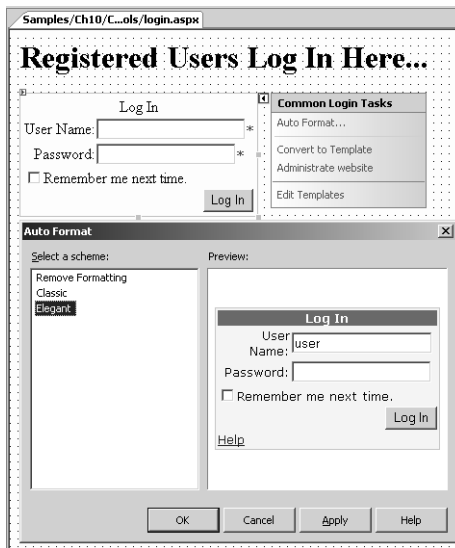 Samples/Ch10/C...ols/login.aspx
Registered Users Log In Here...
Log In
User Name: *
Password: *
Remember me next time.
Log In
Common Login Tasks
Auto Format...
Convert to Template
Administrate website
Edit Templates
Auto Format
Select a scheme:
Remove Formatting
Classic
Elegant
Preview:
Log In
User
Name: user
Password:
Remember me next time.
Log In
Help
OK Cancel Apply Help